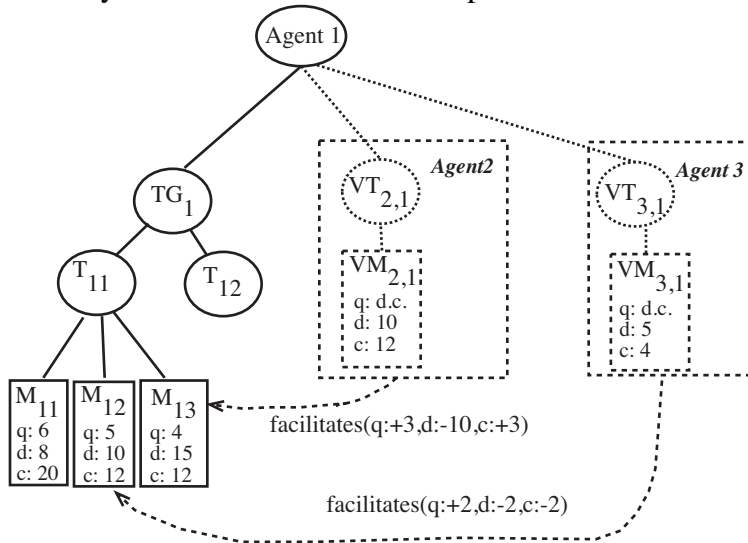 Agent 1
Agent2
Agent 3
TG1
VT2,1
VT3,1
T11
T12
VM2,1
q: d.c.
d: 10
c: 12
VM3,1
q: d.c.
d: 5
c: 4
M11
q: 6
d: 8
c: 20
M12
q: 5
d: 10
c: 12
M13
q: 4
d: 15
c: 12
facilitates(q:+3,d:-10,c:+3)
facilitates(q:+2,d:-2,c:-2)